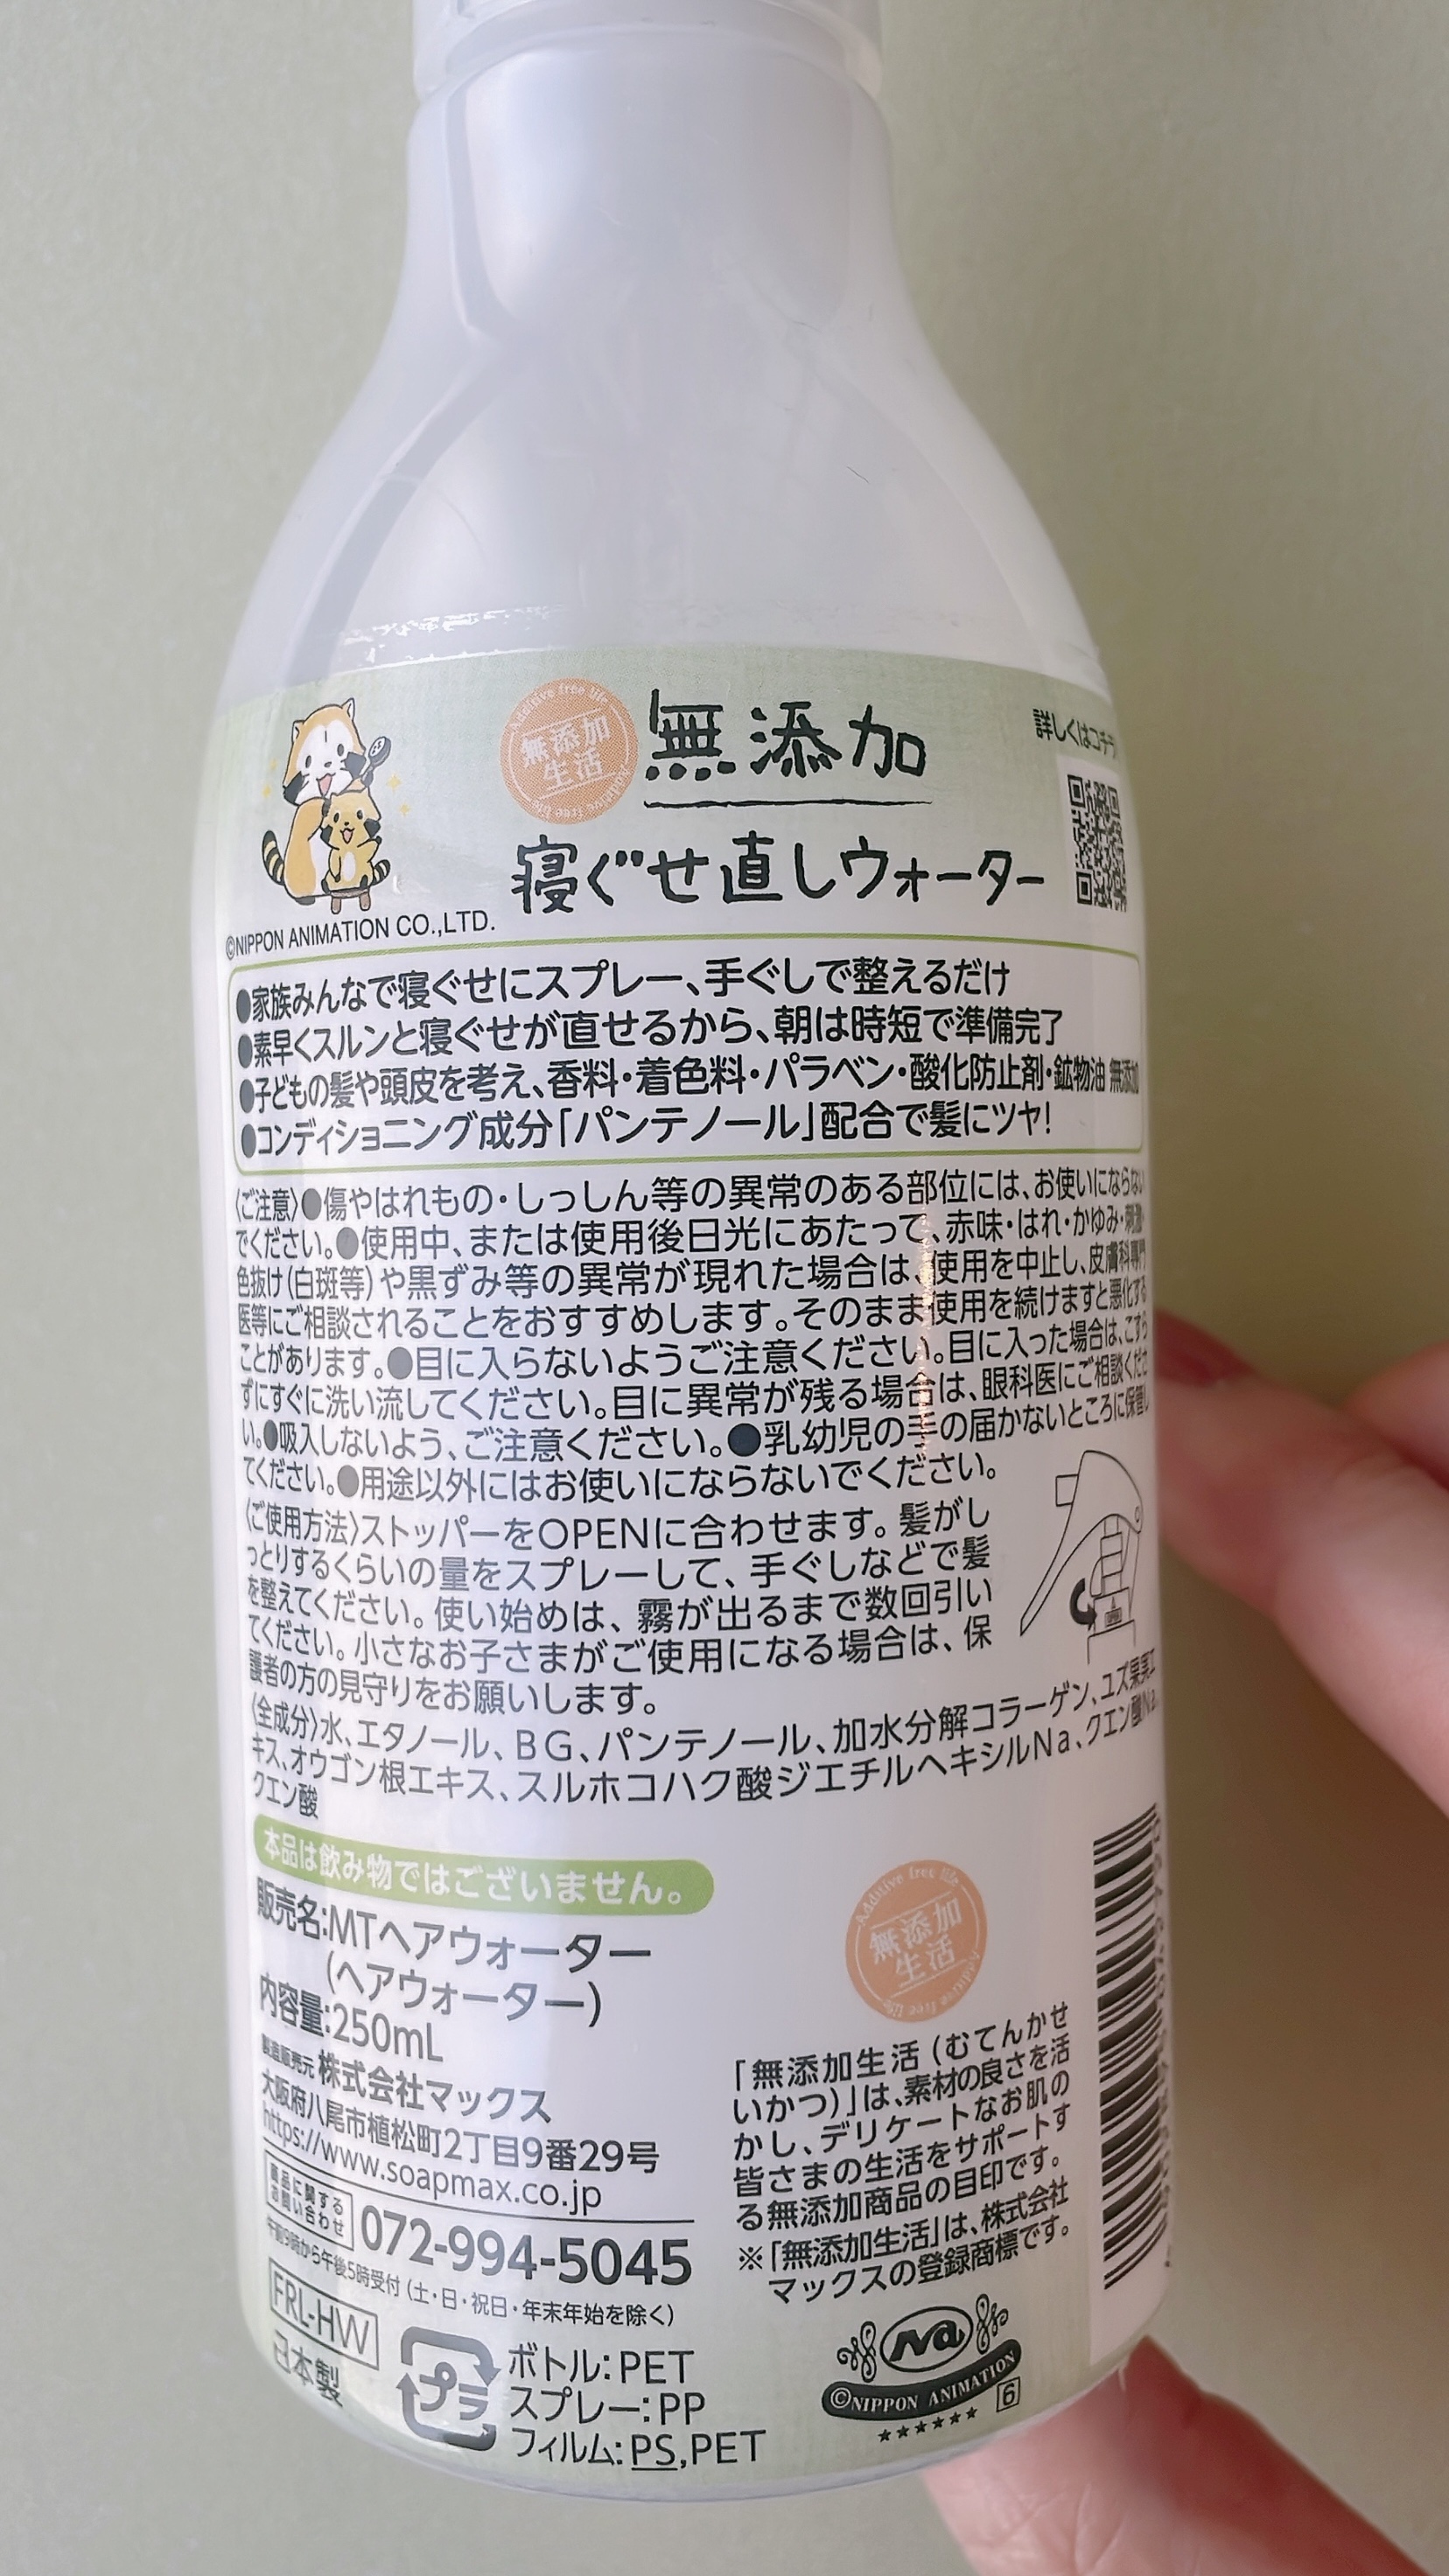 Additive free life
無添加
生活
Additive free life
無添加
寝ぐせ直しウォーター
詳しくはコチラ
©NIPPON ANIMATION CO.,LTD.
●家族みんなで寝ぐせにスプレー、手ぐしで整えるだけ
●素早くスルンと寝ぐせが直せるから、朝は時短で準備完了
●子どもの髪や頭皮を考え、香料・着色料・パラベン・酸化防止剤・鉱物油 無添加
●コンディショニング成分「パンテノール」配合で髪にツヤ!
〈ご注意〉●傷やはれもの・しっしん等の異常のある部位には、お使いにならない
でください。●使用中、または使用後日光にあたって、赤味・はれ・かゆみ・刺激・
色抜け(白斑等)や黒ずみ等の異常が現れた場合は、使用を中止し、皮膚科専門
医等にご相談されることをおすすめします。そのまま使用を続けますと悪化する
ことがあります。●目に入らないようご注意ください。目に入った場合は、こすら
ずにすぐに洗い流してください。目に異常が残る場合は、眼科医にご相談くださ
い。●吸入しないよう、ご注意ください。●乳幼児の手の届かないところに保管し
てください。●用途以外にはお使いにならないでください。
〈ご使用方法〉ストッパーをOPENに合わせます。髪がし
っとりするくらいの量をスプレーして、手ぐしなどで髪
を整えてください。使い始めは、霧が出るまで数回引い
てください。小さなお子さまがご使用になる場合は、保
護者の方の見守りをお願いします。
〈全成分〉水、エタノール、BG、パンテノール、加水分解コラーゲン、ユズ果実エ
キス、オウゴン根エキス、スルホコハク酸ジエチルヘキシルNa、クエン酸Na、
クエン酸
本品は飲み物ではございません。
販売名:MTヘアウォーター
(ヘアウォーター)
内容量:250mL
製造販売元 株式会社マックス
大阪府八尾市植松町2丁目9番29号
https://www.soapmax.co.jp
商品に関する
お問い合わせ
072-994-5045
午前9時から午後5時受付(土・日・祝日・年末年始を除く)
FRL-HW
日本製
プラ
ボトル:PET
スプレー:PP
フィルム:PS,PET
Additive free life
無添加
生活
Additive free life
「無添加生活(むてんかせ
いかつ)」は、素材の良さを活
かし、デリケートなお肌の
皆さまの生活をサポートす
る無添加商品の目印です。
※「無添加生活」は、株式会社
マックスの登録商標です。
Na
©NIPPON ANIMATION
6